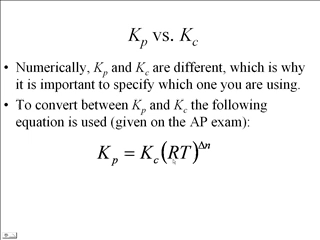 Kp vs. Kc
• Numerically, Kp and Kc are different, which is why
it is important to specify which one you are using.
• To convert between Kp and Kc the following
equation is used (given on the AP exam):
Kp = Kc(RT)^Δn